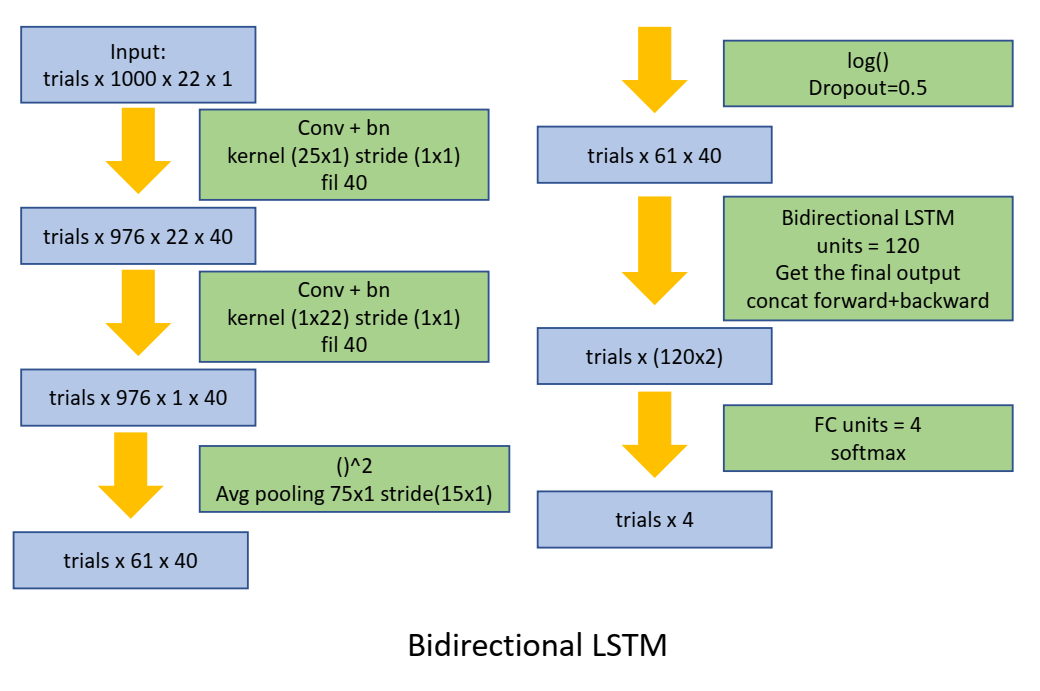 Input:
trials x 1000 x 22 x 1
Conv + bn
kernel (25x1) stride (1x1)
fil 40
trials x 976 x 22 x 40
Conv + bn
kernel (1x22) stride (1x1)
fil 40
trials x 976 x 1 x 40
()^2
Avg pooling 75x1 stride(15x1)
trials x 61 x 40
log()
Dropout=0.5
trials x 61 x 40
Bidirectional LSTM
units = 120
Get the final output
concat forward+backward
trials x (120x2)
FC units = 4
softmax
trials x 4
Bidirectional LSTM